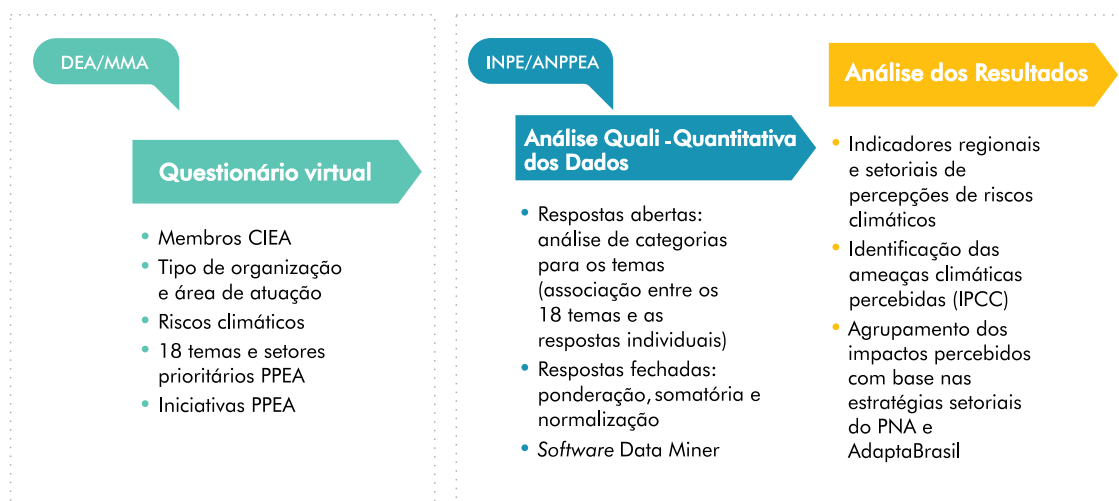 DEA/MMA
Questionário virtual
• Membros CIEA
• Tipo de organização
e área de atuação
• Riscos climáticos
• 18 temas e setores
prioritários PPEA
• Iniciativas PPEA
INPE/ANPPEA
Análise Quali-Quantitativa
dos Dados
• Respostas abertas:
análise de categorias
para os temas
(associação entre os
18 temas e as
respostas individuais)
• Respostas fechadas:
ponderação, somatória e
normalização
• Software Data Miner
Análise dos Resultados
• Indicadores regionais
e setoriais de
percepções de riscos
climáticos
• Identificação das
ameaças climáticas
percebidas (IPCC)
• Agrupamento dos
impactos percebidos
com base nas
estratégias setoriais
do PNA e
AdaptaBrasil